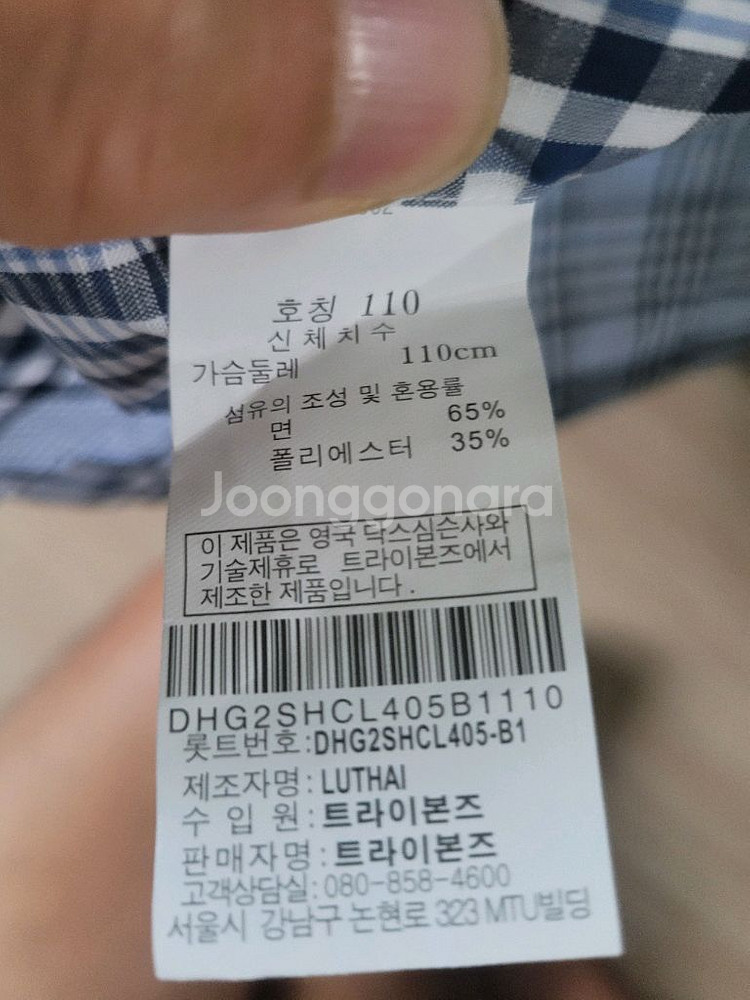 호칭 110
신체치수
가슴둘레 110cm
섬유의 조성 및 혼용률
면 65%
폴리에스터 35%
Joonggonara
이 제품은 영국 닥스심슨사와
기술제휴로 트라이본즈에서
제조한 제품입니다.
DHG2SHCL405B1110
롯트번호:DHG2SHCL405-B1
제조자명:LUTHAI
수 입 원:트라이본즈
판매자명:트라이본즈
고객상담실:080-858-4600
서울시 강남구 논현로 323 MTU빌딩